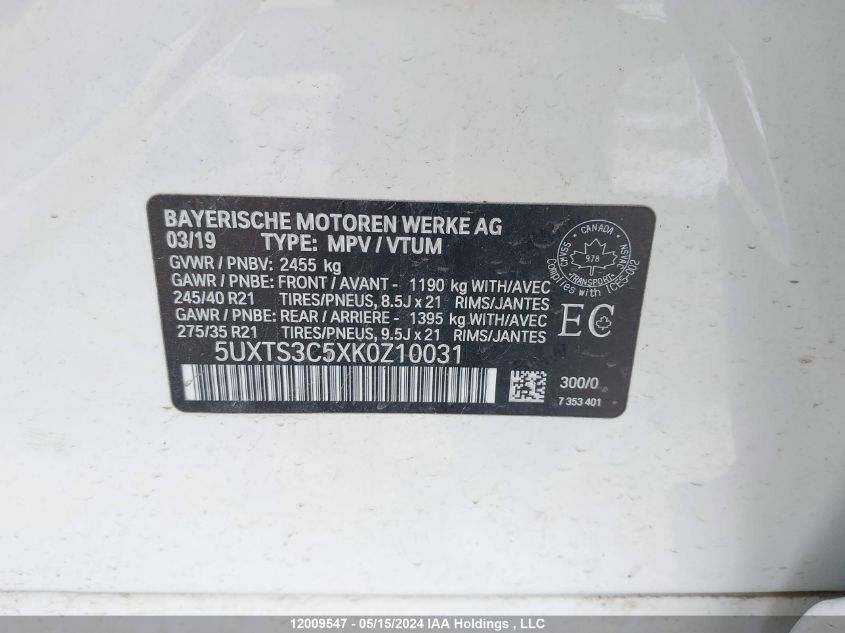 BAYERISCHE MOTOREN WERKE AG
03/19 TYPE: MPV / VTUM
GVWR / PNBV: 2455 kg
GAWR / PNBE: FRONT / AVANT - 1190 kg WITH/AVEC
245/40 R21 TIRES/PNEUS, 8.5J x 21 RIMS/JANTES
GAWR / PNBE: REAR / ARRIERE - 1395 kg WITH/AVEC
275/35 R21 TIRES/PNEUS, 9.5J x 21 RIMS/JANTES
5UXTS3C5XK0Z10031
CANADA
CMVSS
978
NSVAC
TRANSPORT
Complies with ICES-002
EC
300/0
7 353 401
12009547 - 05/15/2024 IAA Holdings , LLC